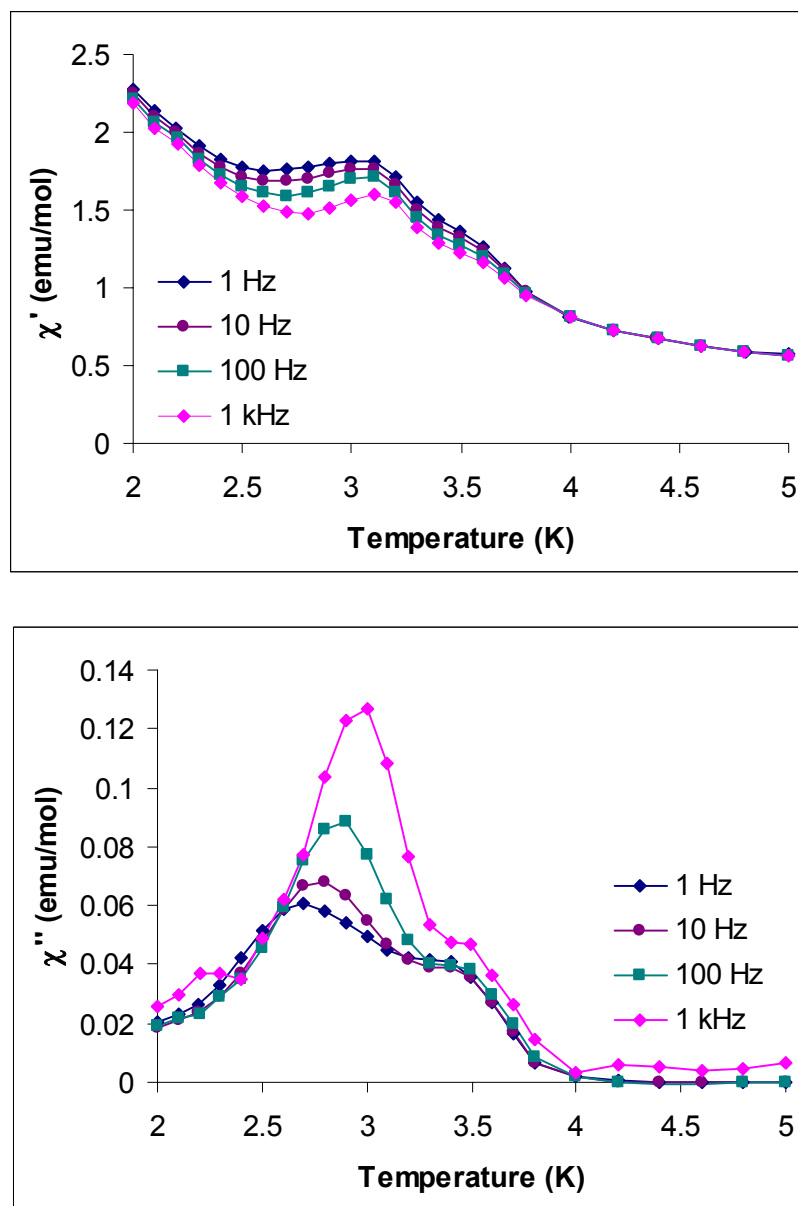 2.5
2
1.5
1
0.5
0
χ' (emu/mol)
1 Hz
10 Hz
100 Hz
1 kHz
2 2.5 3 3.5 4 4.5 5
Temperature (K)
0.14
0.12
0.1
0.08
0.06
0.04
0.02
0
χ" (emu/mol)
1 Hz
10 Hz
100 Hz
1 kHz
2 2.5 3 3.5 4 4.5 5
Temperature (K)